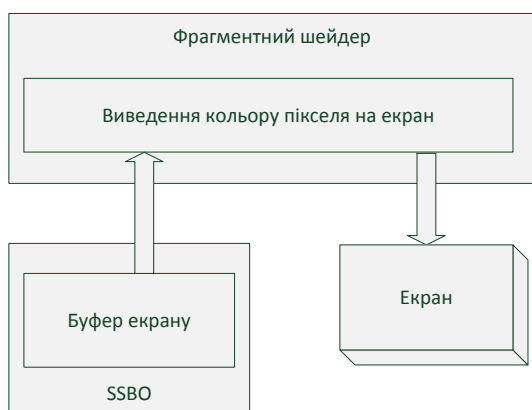 Фрагментний шейдер
Виведення кольору пікселя на екран
Буфер екрану
Екран
SSBO